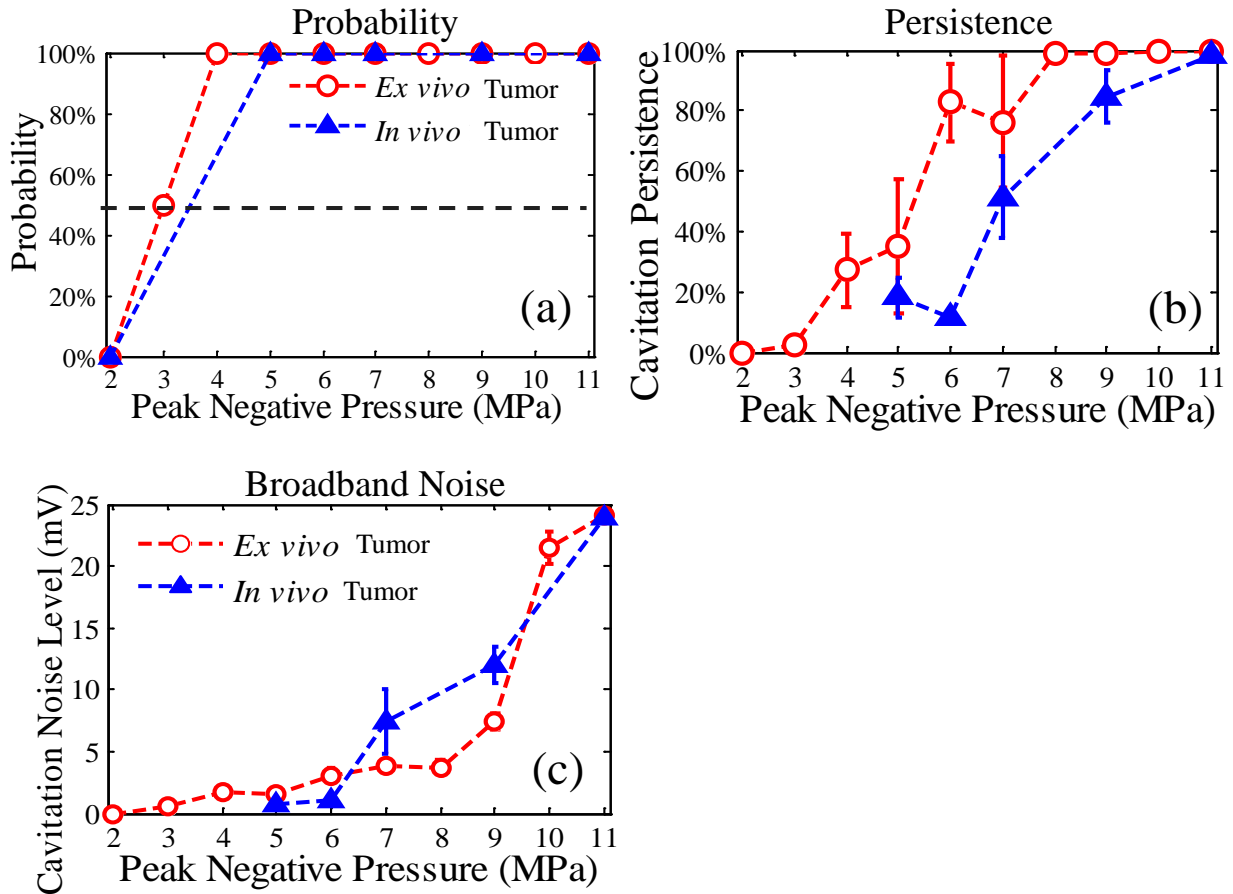 Probability
Probability
100%
80%
60%
40%
20%
0%
Ex vivo Tumor
In vivo Tumor
(a)
2 3 4 5 6 7 8 9 10 11
Peak Negative Pressure (MPa)
Persistence
Cavitation Persistence
100%
80%
60%
40%
20%
0%
(b)
2 3 4 5 6 7 8 9 10 11
Peak Negative Pressure (MPa)
Broadband Noise
Cavitation Noise Level (mV)
25
20
15
10
5
0
Ex vivo Tumor
In vivo Tumor
(c)
2 3 4 5 6 7 8 9 10 11
Peak Negative Pressure (MPa)